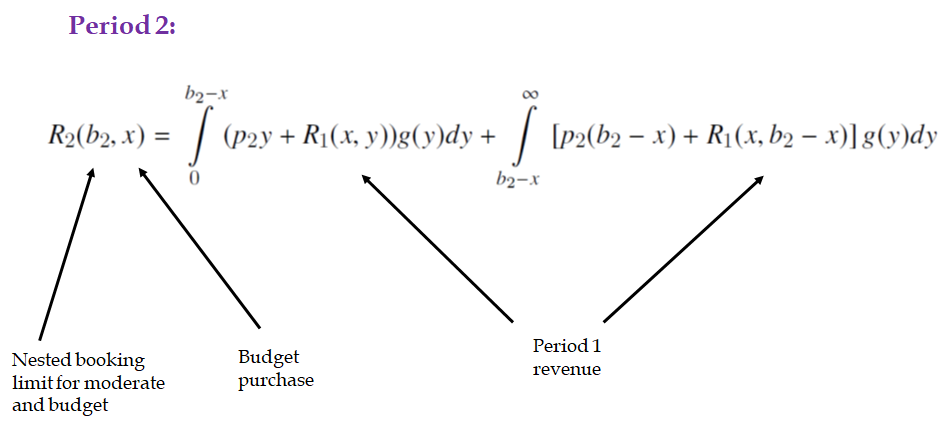 Period 2:
R₂(b₂, x) = ∫₀^{b₂−x} (p₂y + R₁(x, y))g(y)dy + ∫_{b₂−x}^{∞} [p₂(b₂ − x) + R₁(x, b₂ − x)] g(y)dy
Nested booking
limit for moderate
and budget
Budget
purchase
Period 1
revenue